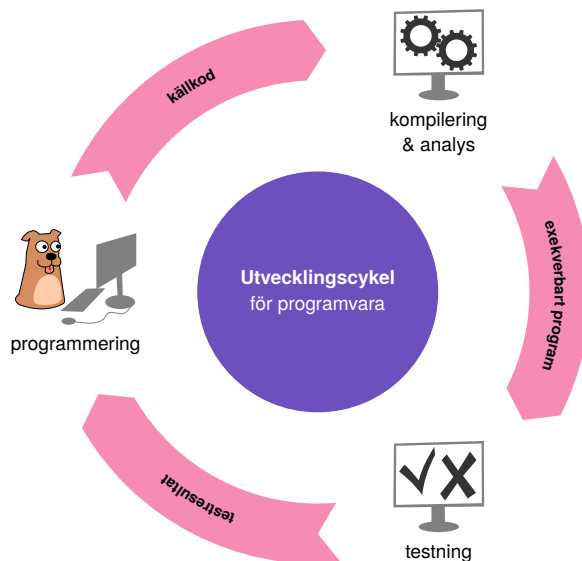 källkod
kompilering
& analys
exekverbart program
Utvecklingscykel
för programvara
programmering
testresultat
testning